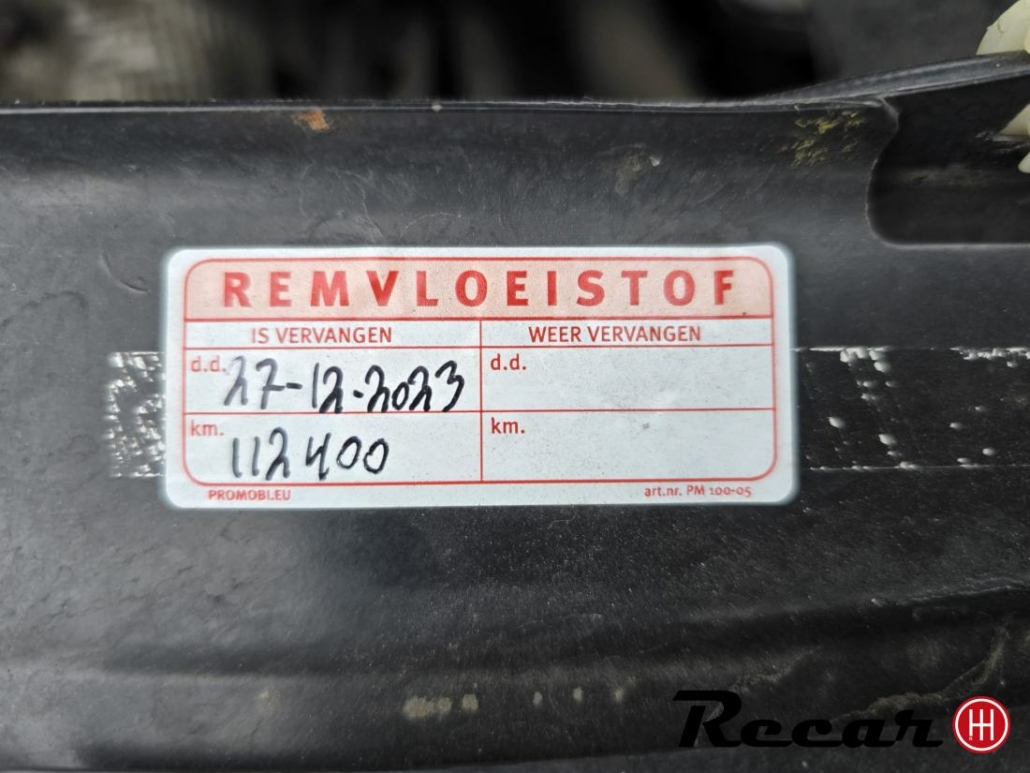 REMVLOEISTOF
IS VERVANGEN WEER VERVANGEN
d.d. 27-12-2023 d.d.
km. 112400 km.
PROMOBI.EU art.nr. PM 100-05
Recar H